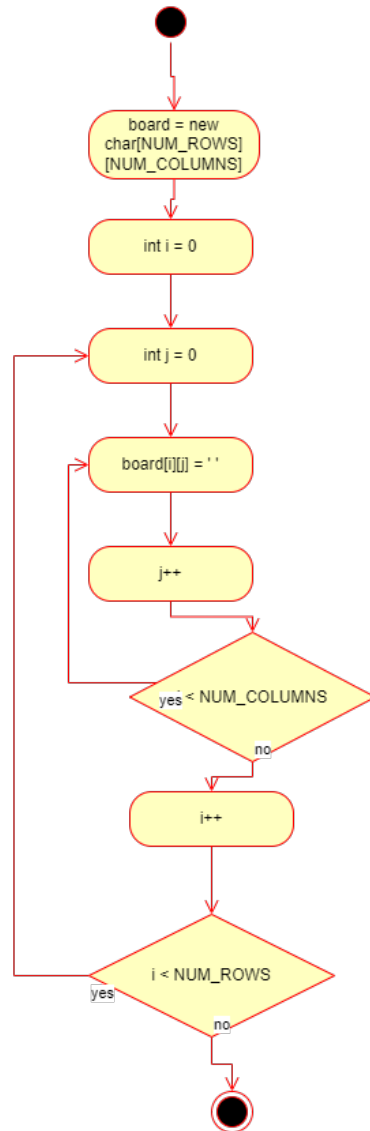 board = new
char[NUM_ROWS]
[NUM_COLUMNS]
int i = 0
int j = 0
board[i][j] = ' '
j++
yes < NUM_COLUMNS
no
i++
i < NUM_ROWS
yes
no